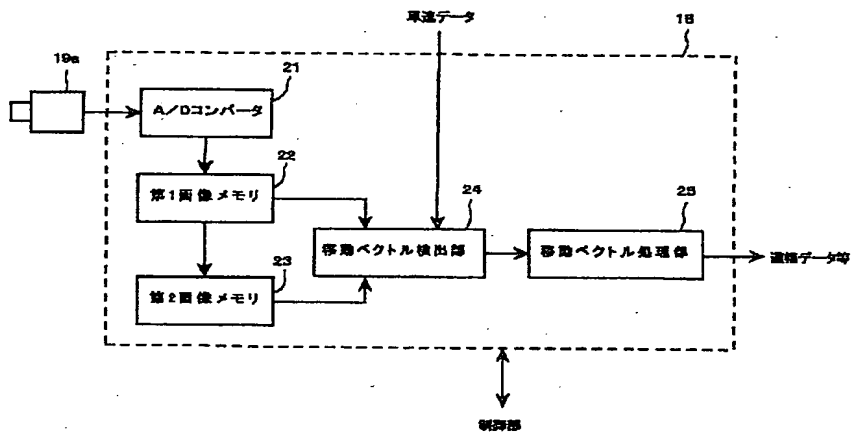 車速データ
18
19a
21
A/Dコンバータ
22
第1画像メモリ
24
25
移動ベクトル検出部
移動ベクトル処理部
23
第2画像メモリ
道幅データ等
制御部